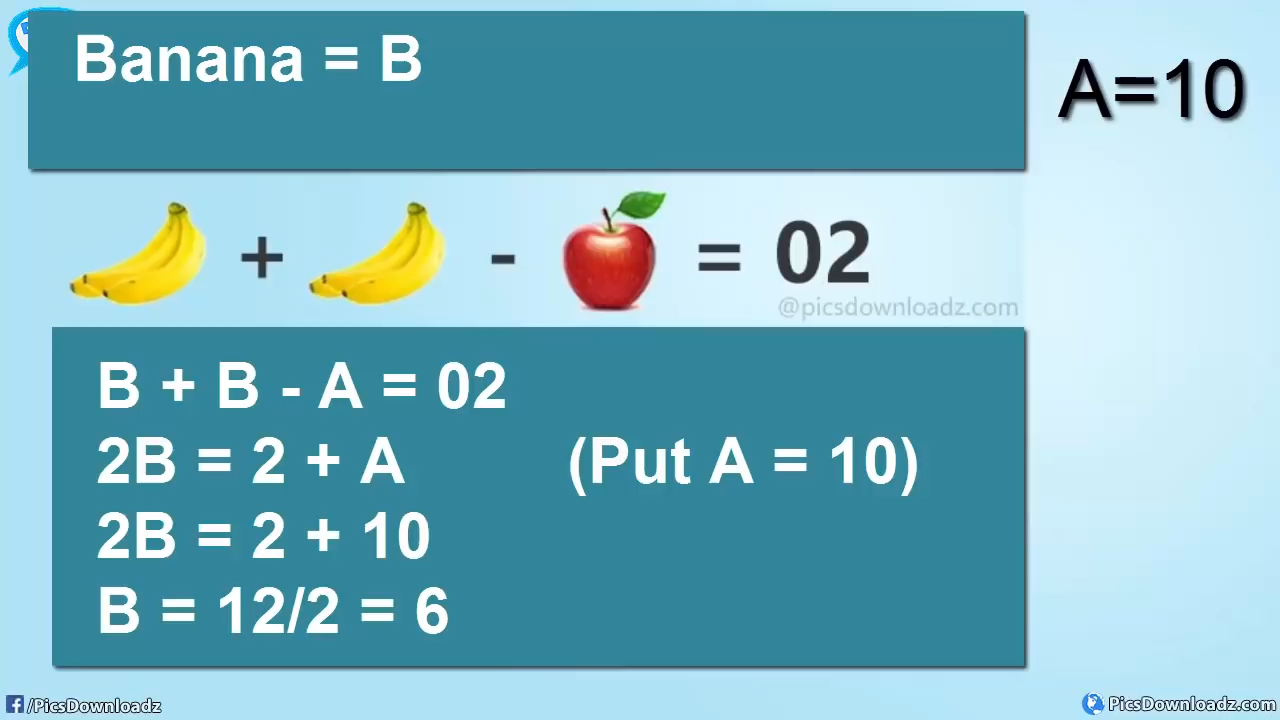 Banana = B
A=10
+ - = 02
@picsdownloadz.com
B + B - A = 02
2B = 2 + A (Put A = 10)
2B = 2 + 10
B = 12/2 = 6
/PicsDownloadz
PicsDownloadz.com